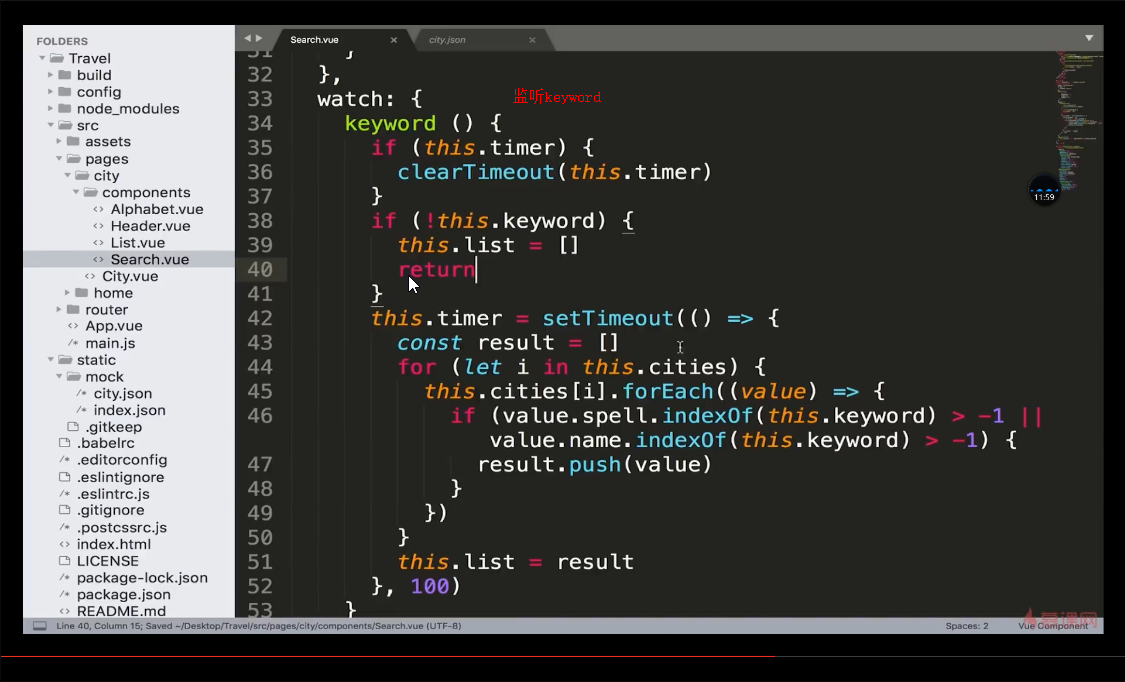 FOLDERS
Travel
build
config
node_modules
src
assets
pages
city
components
Alphabet.vue
Header.vue
List.vue
Search.vue
City.vue
home
router
App.vue
main.js
static
mock
city.json
index.json
.gitkeep
.babelrc
.editorconfig
.eslintignore
.eslintrc.js
.gitignore
.postcssrc.js
index.html
LICENSE
package-lock.json
package.json
README.md
Search.vue × city.json ×
31 }
32 },
33 watch: { 监听keyword
34 keyword () {
35 if (this.timer) {
36 clearTimeout(this.timer)
37 }
38 if (!this.keyword) {
39 this.list = []
40 return
41 }
42 this.timer = setTimeout(() => {
43 const result = []
44 for (let i in this.cities) {
45 this.cities[i].forEach((value) => {
46 if (value.spell.indexOf(this.keyword) > -1 ||
value.name.indexOf(this.keyword) > -1) {
47 result.push(value)
48 }
49 })
50 }
51 this.list = result
52 }, 100)
53 }
11:59
慕课网
Line 40, Column 15; Saved ~/Desktop/Travel/src/pages/city/components/Search.vue (UTF-8) Spaces: 2 Vue Component